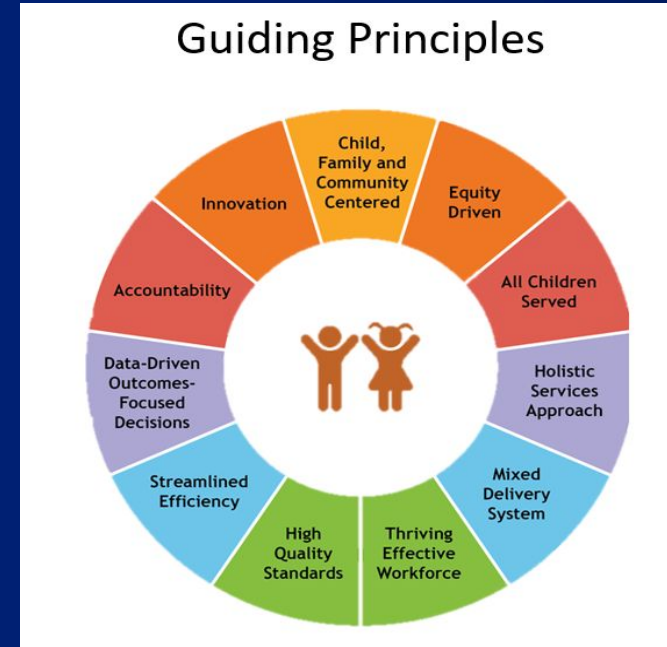 Guiding Principles
Child,
Family and
Community
Centered
Equity
Driven
All Children
Served
Holistic
Services
Approach
Mixed
Delivery
System
Thriving
Effective
Workforce
High
Quality
Standards
Streamlined
Efficiency
Data-Driven
Outcomes-
Focused
Decisions
Accountability
Innovation